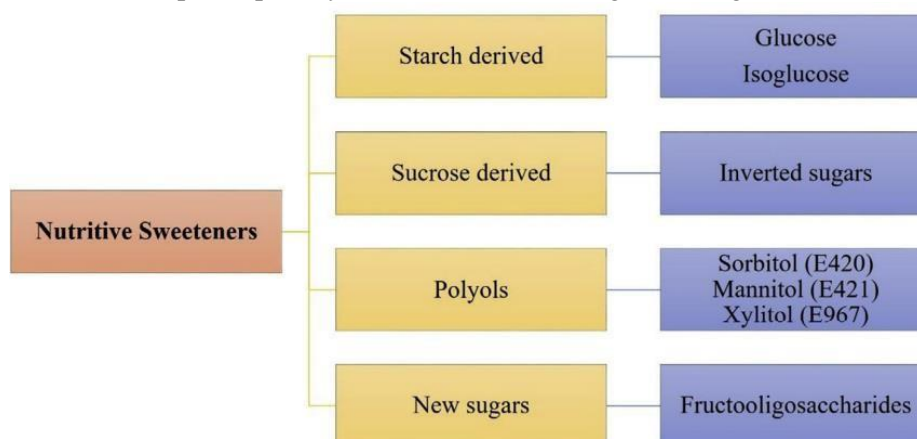 Starch derived
Glucose
Isoglucose
Sucrose derived
Inverted sugars
Nutritive Sweeteners
Polyols
Sorbitol (E420)
Mannitol (E421)
Xylitol (E967)
New sugars
Fructooligosaccharides